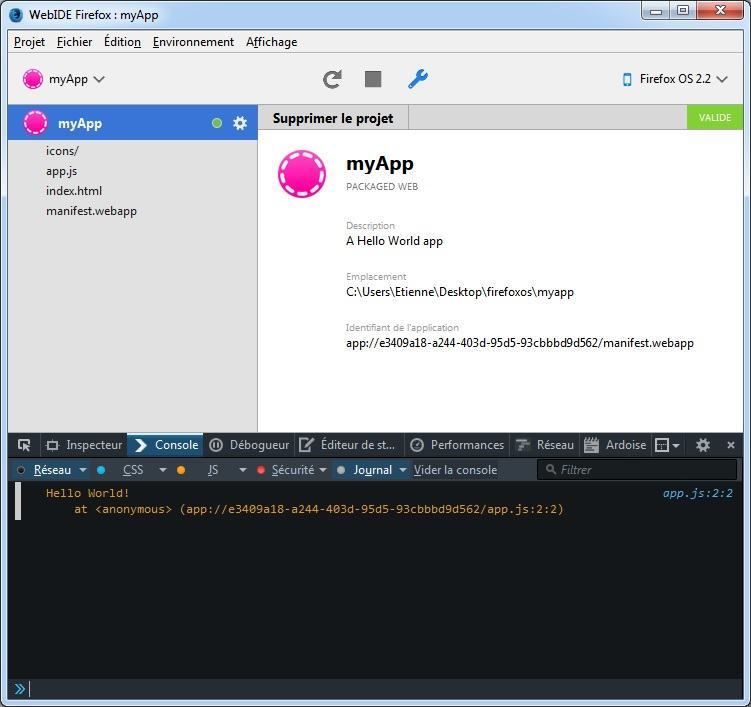 WebIDE Firefox : myApp
Projet Fichier Édition Environnement Affichage
myApp Firefox OS 2.2
myApp
icons/
app.js
index.html
manifest.webapp
Supprimer le projet VALIDE
myApp
PACKAGED WEB
Description
A Hello World app
Emplacement
C:\Users\Etienne\Desktop\firefoxos\myapp
Identifiant de l'application
app://e3409a18-a244-403d-95d5-93cbbbd9d562/manifest.webapp
Inspecteur Console Débogueur Éditeur de st... Performances Réseau Ardoise
Réseau CSS JS Sécurité Journal Vider la console Filtrer
Hello World! app.js:2:2
at <anonymous> (app://e3409a18-a244-403d-95d5-93cbbbd9d562/app.js:2:2)